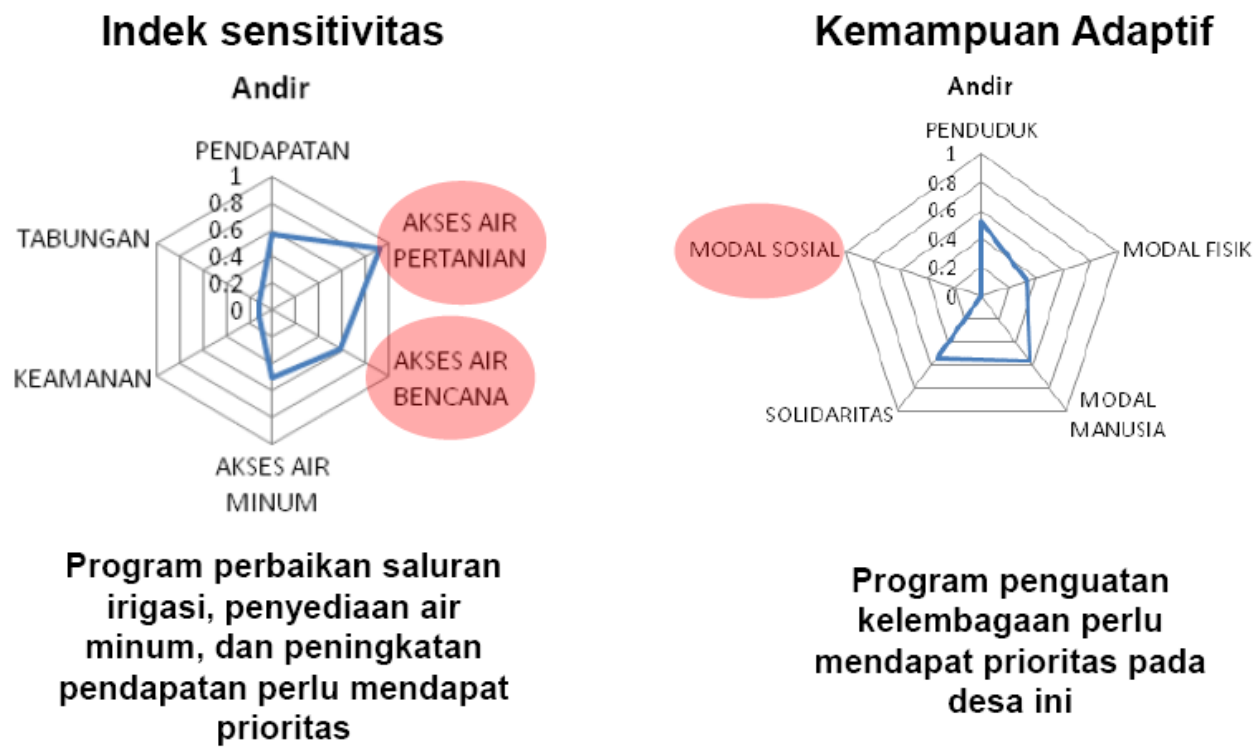 Indek sensitivitas
Andir
PENDAPATAN
1
0.8
0.6
0.4
0.2
0
AKSES AIR
PERTANIAN
AKSES AIR
BENCANA
AKSES AIR
MINUM
KEAMANAN
TABUNGAN
Program perbaikan saluran
irigasi, penyediaan air
minum, dan peningkatan
pendapatan perlu mendapat
prioritas
Kemampuan Adaptif
Andir
PENDUDUK
1
0.8
0.6
0.4
0.2
0
MODAL FISIK
MODAL
MANUSIA
SOLIDARITAS
MODAL SOSIAL
Program penguatan
kelembagaan perlu
mendapat prioritas pada
desa ini